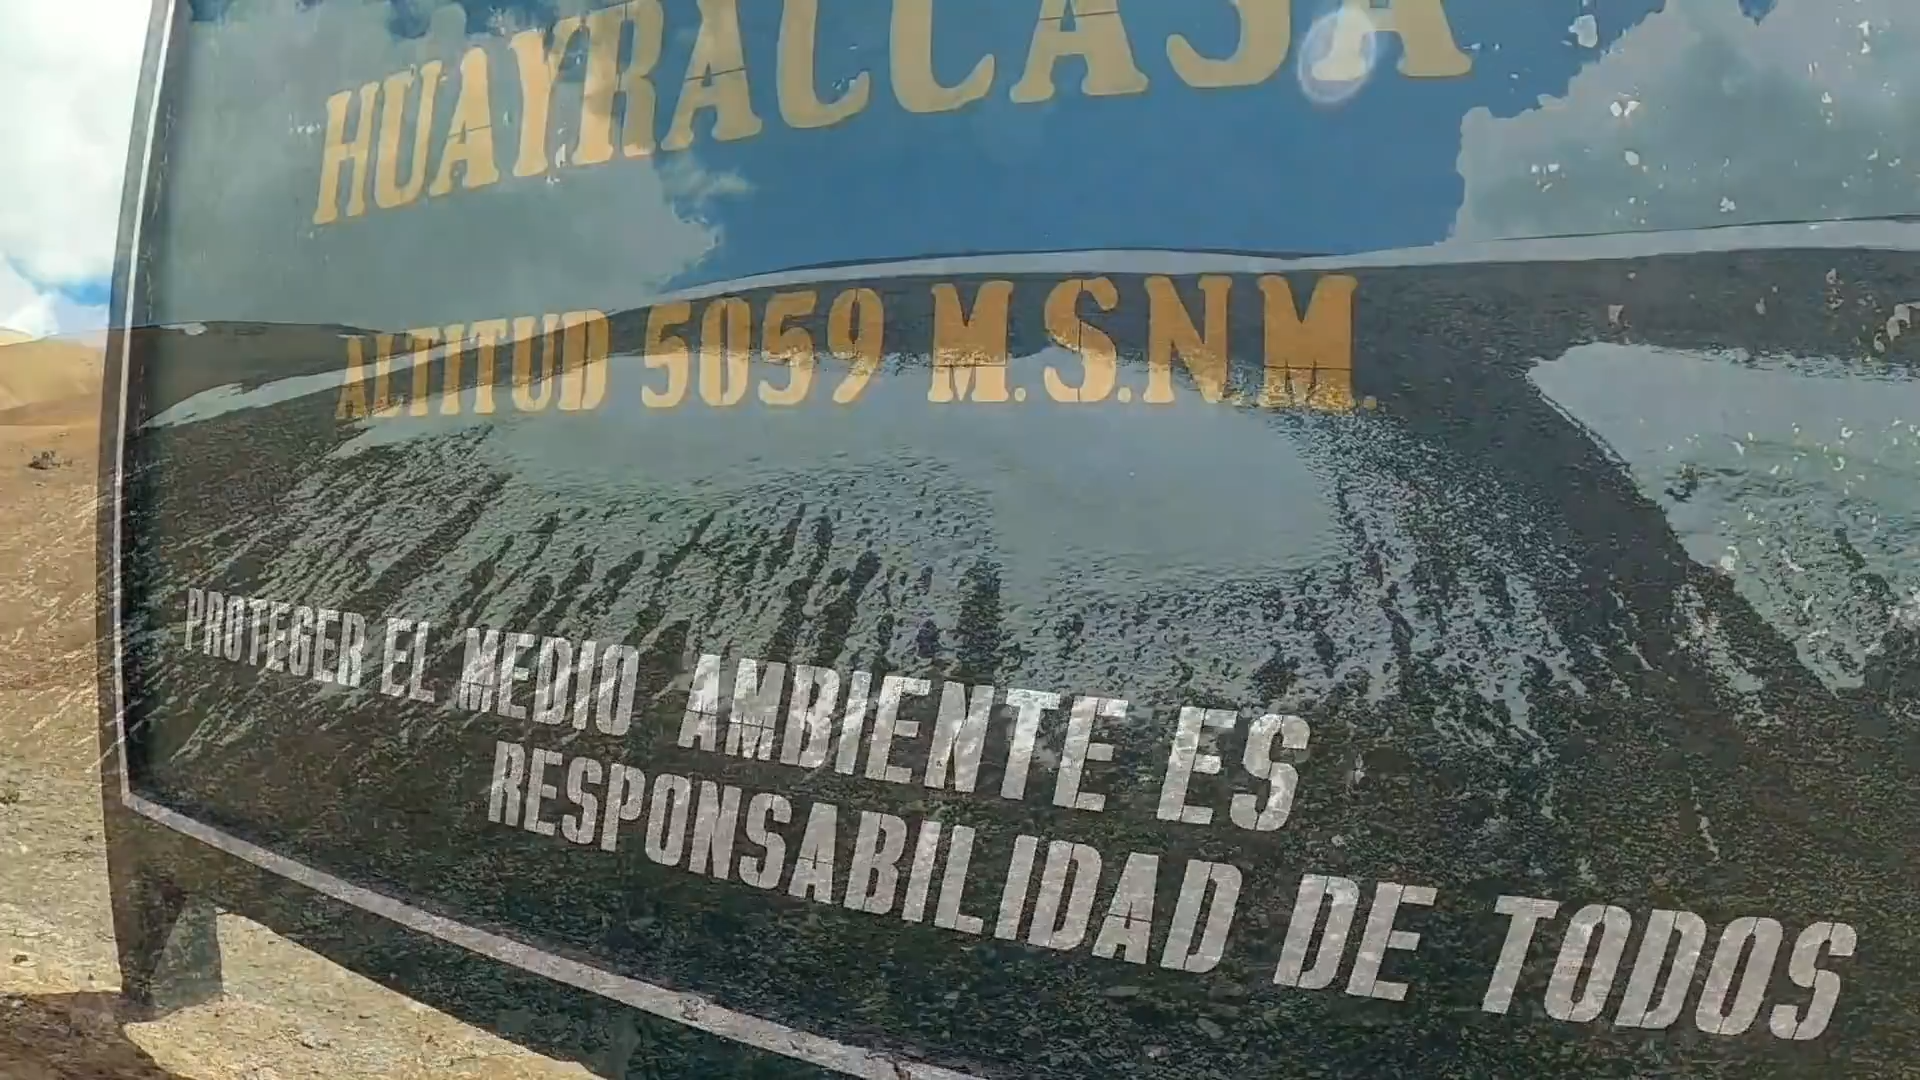 HUAYRACCASA
ALTITUD 5059 M.S.N.M.
PROTEGER EL MEDIO AMBIENTE ES
RESPONSABILIDAD DE TODOS